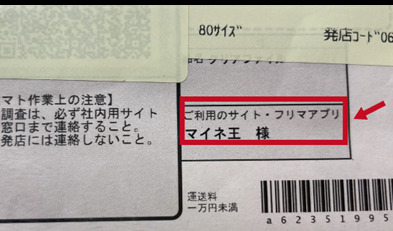 80サイズ
発店コード"06
マト作業上の注意】
調査は、必ず社内用サイト
窓口まで連絡すること。
発店には連絡しないこと。
ご利用のサイト・フリマアプリ
マイネ王 様
運送料
一万円未満
a62351995